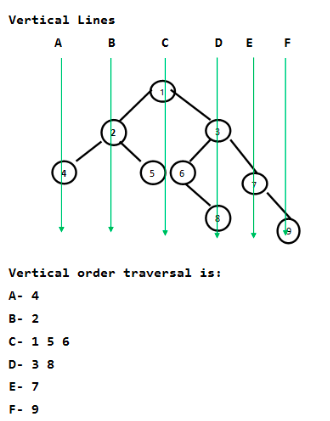 Vertical Lines
A B C D E F
1
2 3
4 5 6 7
8 9
Vertical order traversal is:
A- 4
B- 2
C- 1 5 6
D- 3 8
E- 7
F- 9